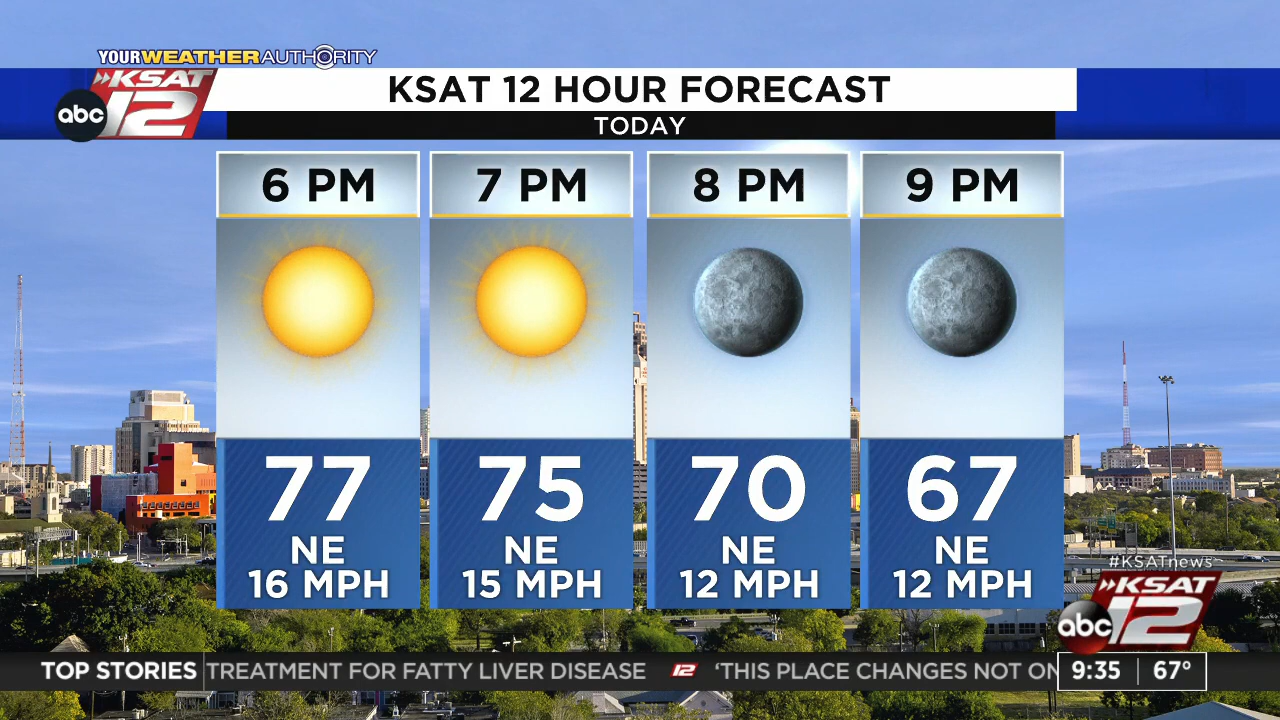 YOURWEATHERAUTHORITY
KSAT
abc 12
KSAT 12 HOUR FORECAST
TODAY
6 PM
7 PM
8 PM
9 PM
77
75
70
67
NE
NE
NE
NE
16 MPH
15 MPH
12 MPH
12 MPH
#KSATnews
KSAT
abc 12
TOP STORIES TREATMENT FOR FATTY LIVER DISEASE 12 ‘THIS PLACE CHANGES NOT ON 9:35 67°